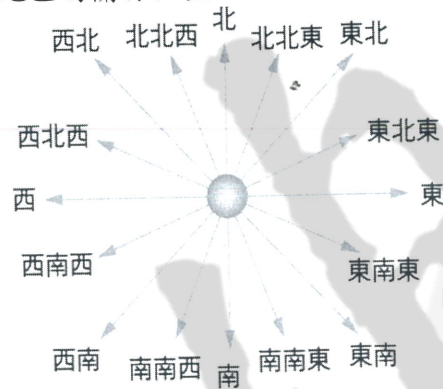 北
西北 北北西 北北東 東北
西北西 東北東
西 東
西南西 東南東
西南 南南西 南 南南東 東南